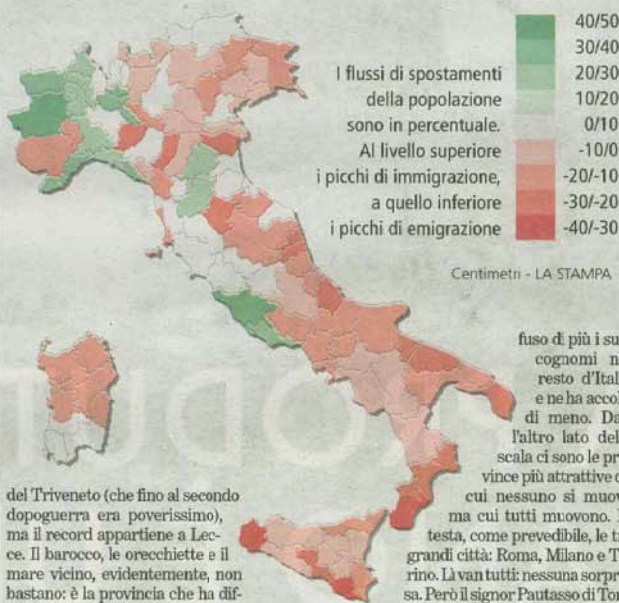 I flussi di spostamenti
della popolazione
sono in percentuale.
Al livello superiore
i picchi di immigrazione,
a quello inferiore
i picchi di emigrazione
40/50
30/40
20/30
10/20
0/10
-10/0
-20/-10
-30/-20
-40/-30
Centimetri - LA STAMPA
del Triveneto (che fino al secondo
dopoguerra era poverissimo),
ma il record appartiene a Lec-
ce. Il barocco, le orecchiette e il
mare vicino, evidentemente, non
bastano: è la provincia che ha dif-
fuso di più i su
cognomi n
resto d'Ital
e ne ha accol
di meno. Da
l'altro lato del
scala ci sono le pr
vince più attrattive
cui nessuno si muov
ma cui tutti muovono.
testa, come prevedibile, le t
grandi città: Roma, Milano e T
rino. Lì van tutti: nessuna sorpr
sa. Però il signor Pautasso di Tor